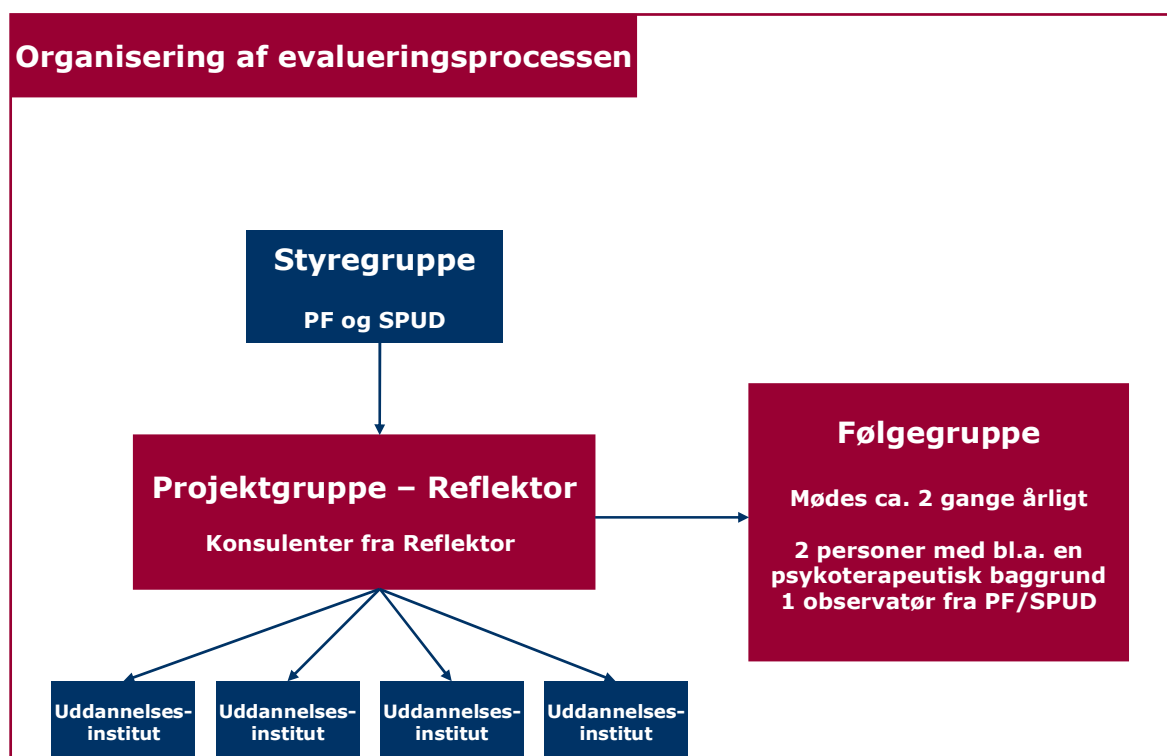 Organisering af evalueringsprocessen
Styregruppe
PF og SPUD
Projektgruppe – Reflektor
Konsulenter fra Reflektor
Følgegruppe
Mødes ca. 2 gange årligt
2 personer med bl.a. en
psykoterapeutisk baggrund
1 observatør fra PF/SPUD
Uddannelses-
institut
Uddannelses-
institut
Uddannelses-
institut
Uddannelses-
institut